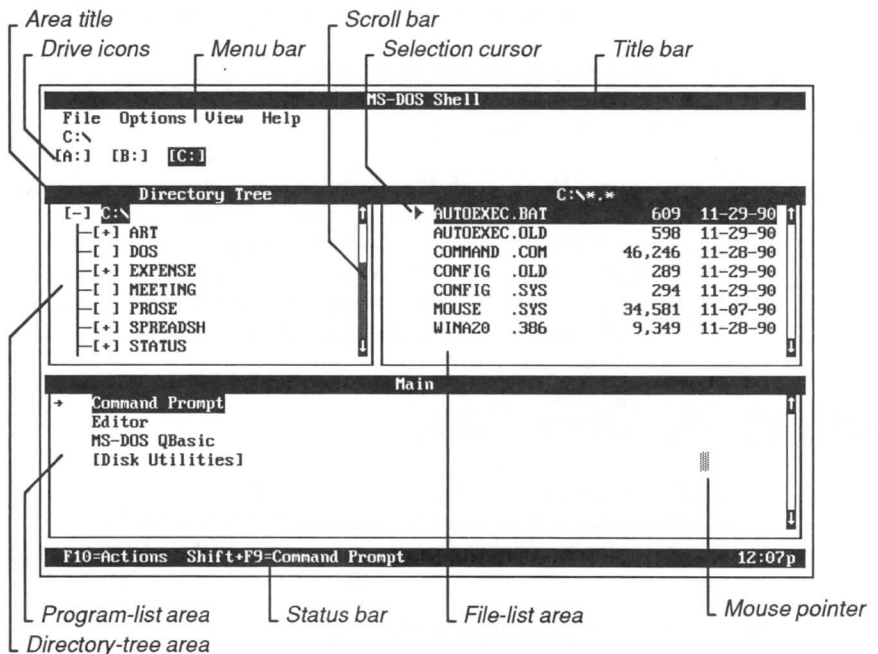 Area title
Scroll bar
Drive icons
Menu bar
Selection cursor
Title bar
MS-DOS Shell
File Options View Help
C:\
[A:] [B:] [C:]
Directory Tree
C:\*.*
[-] C:\
[+] ART
[ ] DOS
[+] EXPENSE
[ ] MEETING
[ ] PROSE
[+] SPREADSH
[+] STATUS
AUTOEXEC.BAT 609 11-29-90
AUTOEXEC.OLD 598 11-29-90
COMMAND .COM 46,246 11-28-90
CONFIG .OLD 289 11-29-90
CONFIG .SYS 294 11-29-90
MOUSE .SYS 34,581 11-07-90
WINA20 .386 9,349 11-28-90
Main
Command Prompt
Editor
MS-DOS QBasic
[Disk Utilities]
F10=Actions Shift+F9=Command Prompt 12:07p
Program-list area
Status bar
File-list area
Mouse pointer
Directory-tree area